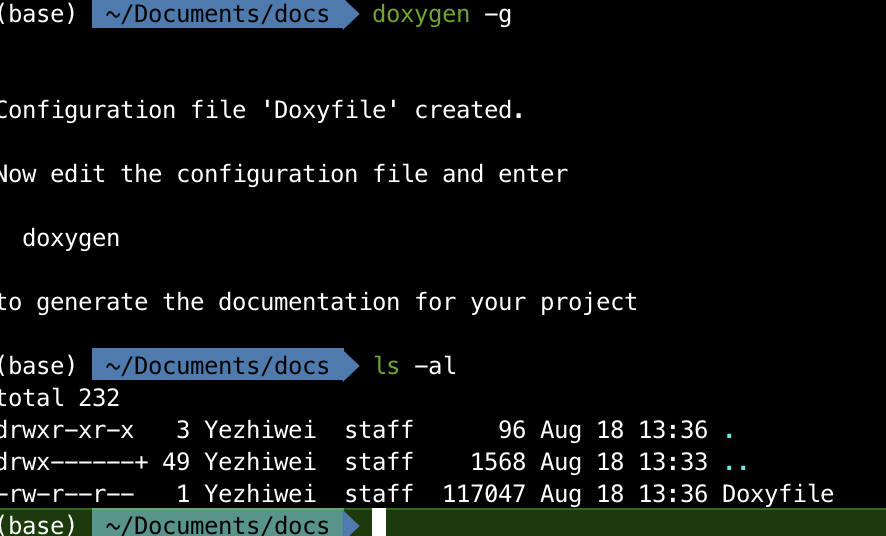 (base) ~/Documents/docs doxygen -g
Configuration file 'Doxyfile' created.
Now edit the configuration file and enter
doxygen
to generate the documentation for your project
(base) ~/Documents/docs ls -al
total 232
drwxr-xr-x 3 Yezhiwei staff 96 Aug 18 13:36 .
drwx------+ 49 Yezhiwei staff 1568 Aug 18 13:33 ..
-rw-r--r-- 1 Yezhiwei staff 117047 Aug 18 13:36 Doxyfile
(base) ~/Documents/docs